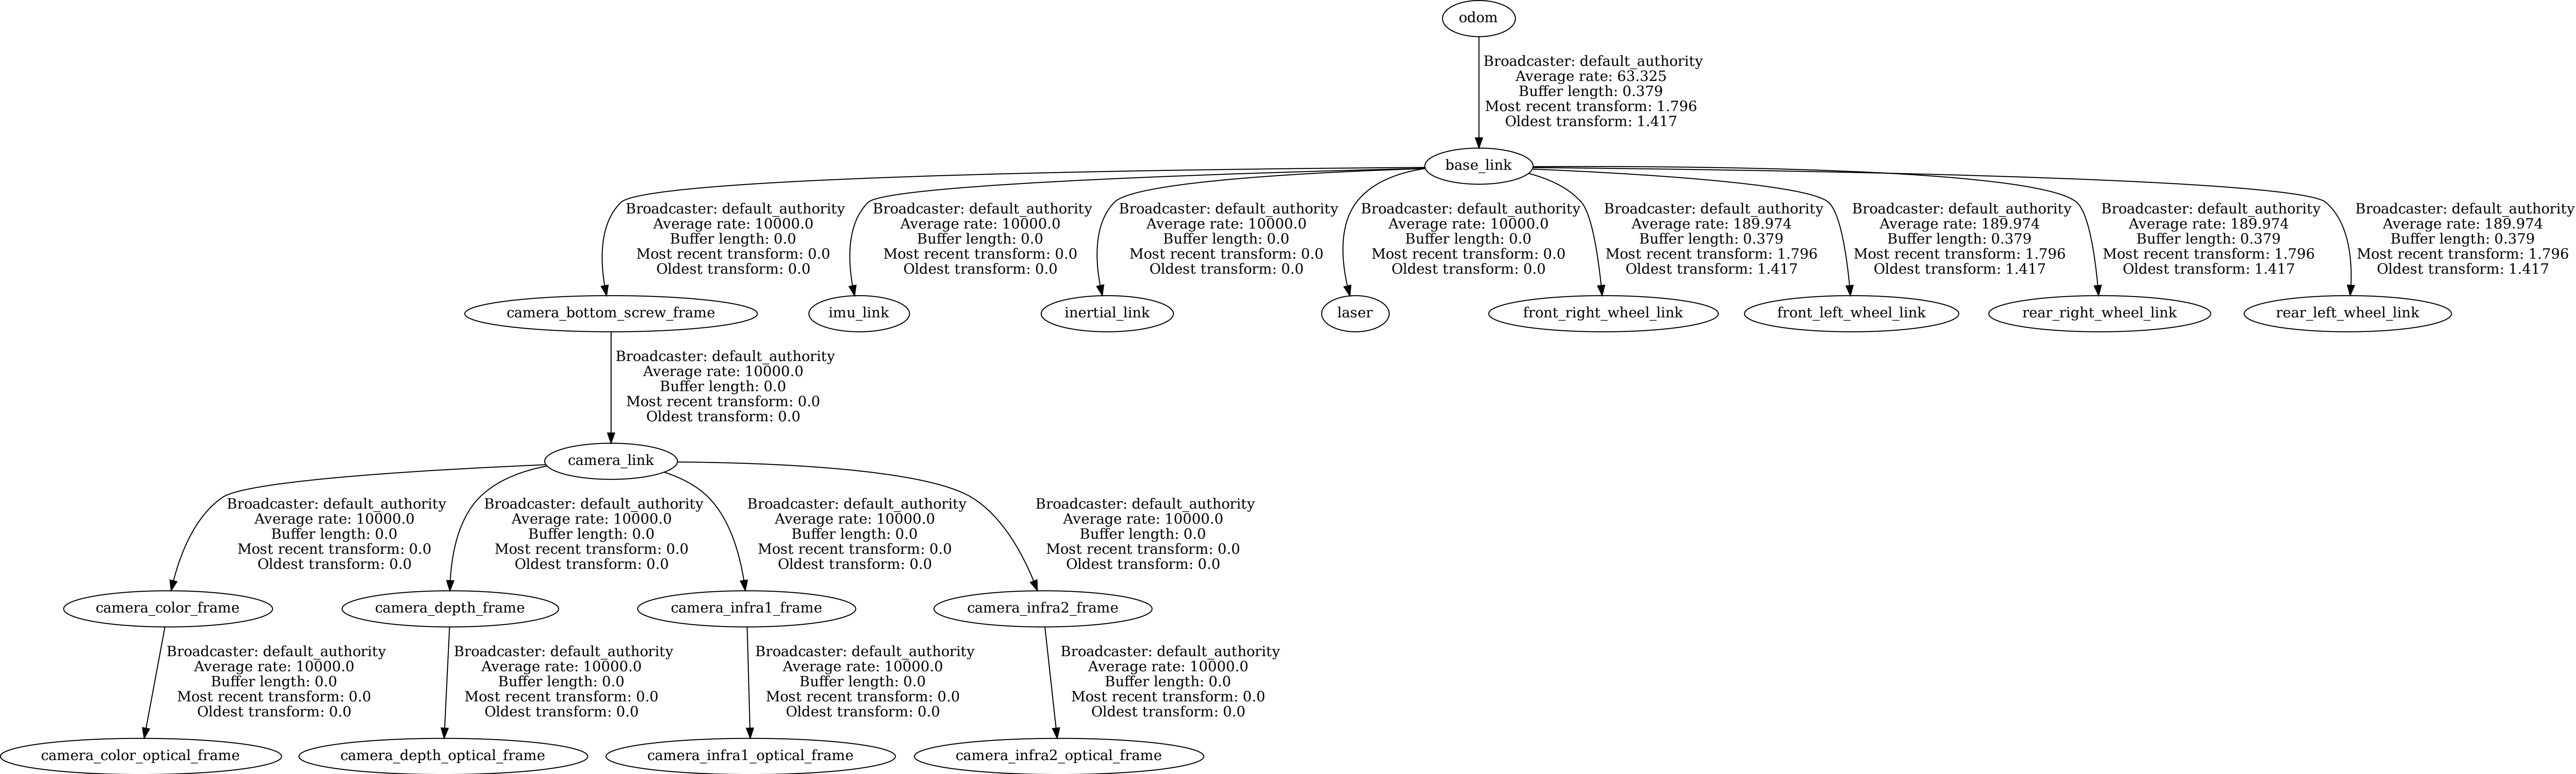 odom
Broadcaster: default_authority
Average rate: 63.325
Buffer length: 0.379
Most recent transform: 1.796
Oldest transform: 1.417
base_link
Broadcaster: default_authority
Average rate: 10000.0
Buffer length: 0.0
Most recent transform: 0.0
Oldest transform: 0.0
Broadcaster: default_authority
Average rate: 10000.0
Buffer length: 0.0
Most recent transform: 0.0
Oldest transform: 0.0
Broadcaster: default_authority
Average rate: 10000.0
Buffer length: 0.0
Most recent transform: 0.0
Oldest transform: 0.0
Broadcaster: default_authority
Average rate: 10000.0
Buffer length: 0.0
Most recent transform: 0.0
Oldest transform: 0.0
Broadcaster: default_authority
Average rate: 189.974
Buffer length: 0.379
Most recent transform: 1.796
Oldest transform: 1.417
Broadcaster: default_authority
Average rate: 189.974
Buffer length: 0.379
Most recent transform: 1.796
Oldest transform: 1.417
Broadcaster: default_authority
Average rate: 189.974
Buffer length: 0.379
Most recent transform: 1.796
Oldest transform: 1.417
Broadcaster: default_authority
Average rate: 189.974
Buffer length: 0.379
Most recent transform: 1.796
Oldest transform: 1.417
camera_bottom_screw_frame
imu_link
inertial_link
laser
front_right_wheel_link
front_left_wheel_link
rear_right_wheel_link
rear_left_wheel_link
Broadcaster: default_authority
Average rate: 10000.0
Buffer length: 0.0
Most recent transform: 0.0
Oldest transform: 0.0
camera_link
Broadcaster: default_authority
Average rate: 10000.0
Buffer length: 0.0
Most recent transform: 0.0
Oldest transform: 0.0
Broadcaster: default_authority
Average rate: 10000.0
Buffer length: 0.0
Most recent transform: 0.0
Oldest transform: 0.0
Broadcaster: default_authority
Average rate: 10000.0
Buffer length: 0.0
Most recent transform: 0.0
Oldest transform: 0.0
Broadcaster: default_authority
Average rate: 10000.0
Buffer length: 0.0
Most recent transform: 0.0
Oldest transform: 0.0
camera_color_frame
camera_depth_frame
camera_infra1_frame
camera_infra2_frame
Broadcaster: default_authority
Average rate: 10000.0
Buffer length: 0.0
Most recent transform: 0.0
Oldest transform: 0.0
Broadcaster: default_authority
Average rate: 10000.0
Buffer length: 0.0
Most recent transform: 0.0
Oldest transform: 0.0
Broadcaster: default_authority
Average rate: 10000.0
Buffer length: 0.0
Most recent transform: 0.0
Oldest transform: 0.0
Broadcaster: default_authority
Average rate: 10000.0
Buffer length: 0.0
Most recent transform: 0.0
Oldest transform: 0.0
camera_color_optical_frame
camera_depth_optical_frame
camera_infra1_optical_frame
camera_infra2_optical_frame